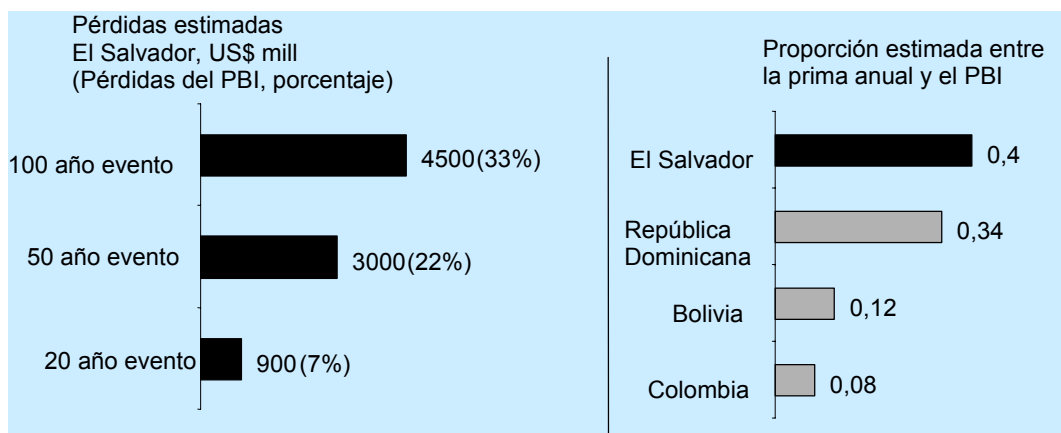 Pérdidas estimadas
El Salvador, US$ mill
(Pérdidas del PBI, porcentaje)
100 año evento
4500(33%)
50 año evento
3000(22%)
20 año evento
900(7%)
Proporción estimada entre
la prima anual y el PBI
El Salvador
0,4
República
Dominicana
0,34
Bolivia
0,12
Colombia
0,08